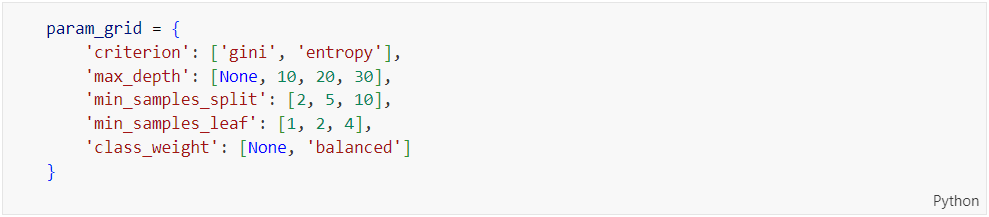 param_grid = {
    'criterion': ['gini', 'entropy'],
    'max_depth': [None, 10, 20, 30],
    'min_samples_split': [2, 5, 10],
    'min_samples_leaf': [1, 2, 4],
    'class_weight': [None, 'balanced']
}
Python